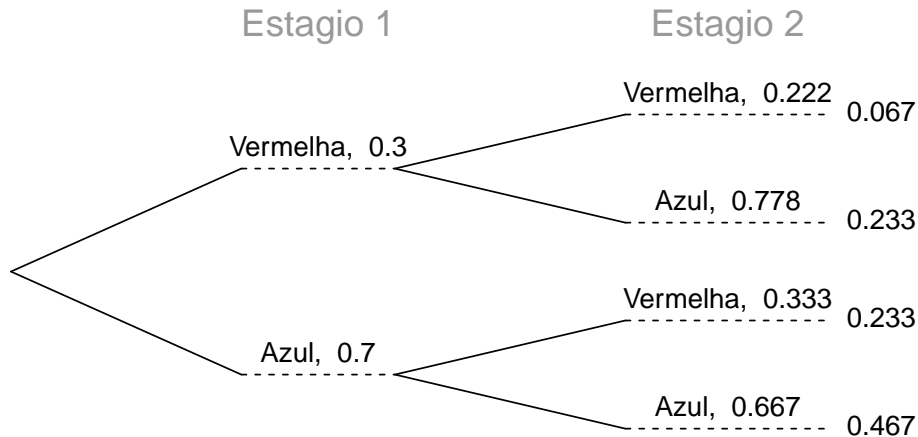 Estagio 1
Estagio 2
Vermelha, 0.3
Vermelha, 0.222
0.067
Azul, 0.778
0.233
Azul, 0.7
Vermelha, 0.333
0.233
Azul, 0.667
0.467